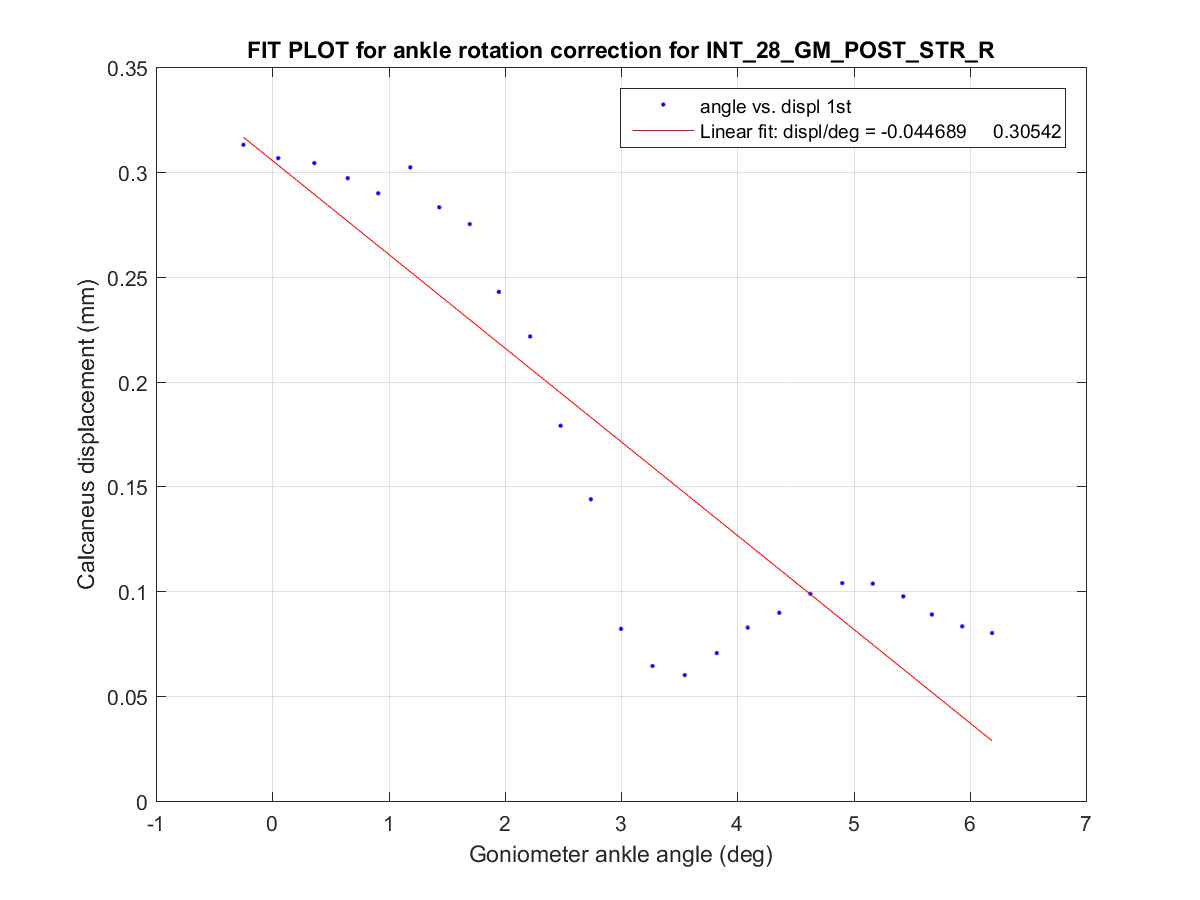 FIT PLOT for ankle rotation correction for INT_28_GM_POST_STR_R
0.35
angle vs. displ 1st
Linear fit: displ/deg = -0.044689 0.30542
0.3
0.25
0.2
0.15
0.1
0.05
0
Calcaneus displacement (mm)
-1 0 1 2 3 4 5 6 7
Goniometer ankle angle (deg)